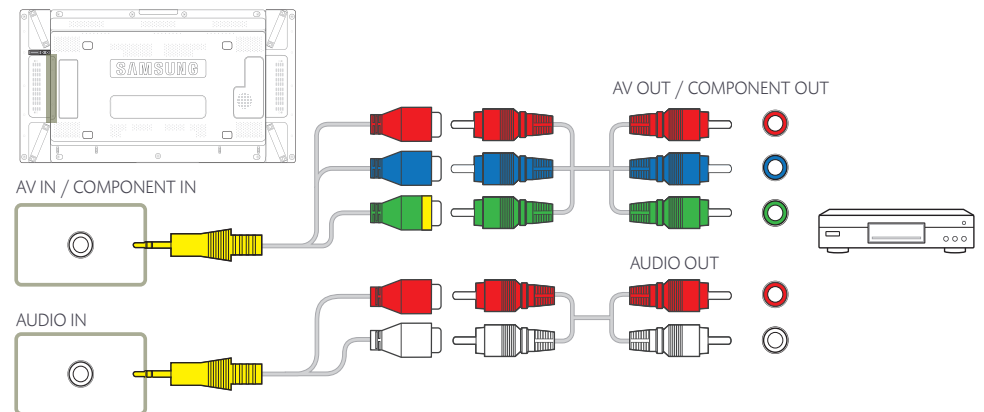 SAMSUNG
AV OUT / COMPONENT OUT
AV IN / COMPONENT IN
AUDIO OUT
AUDIO IN